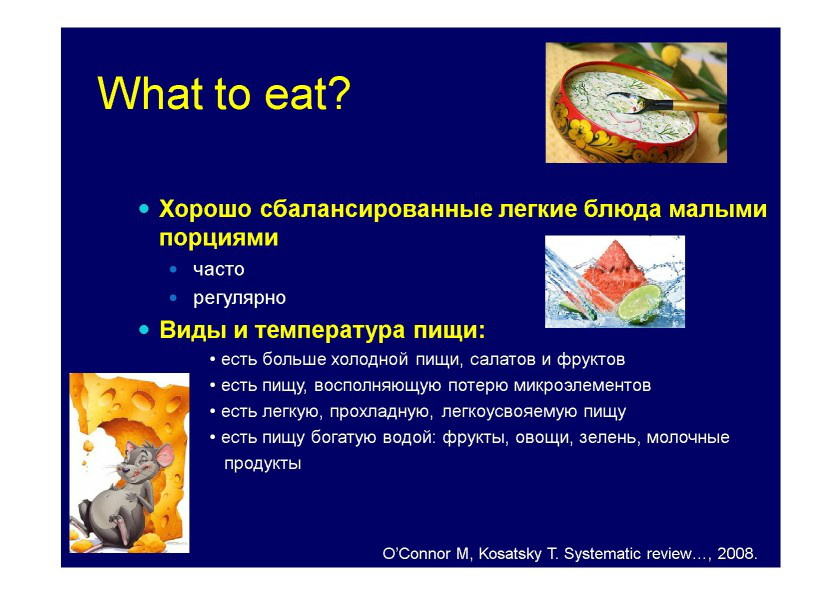 What to eat?
• Хорошо сбалансированные легкие блюда малыми
порциями
• часто
• регулярно
• Виды и температура пищи:
• есть больше холодной пищи, салатов и фруктов
• есть пищу, восполняющую потерю микроэлементов
• есть легкую, прохладную, легкоусвояемую пищу
• есть пищу богатую водой: фрукты, овощи, зелень, молочные
продукты
O’Connor M, Kosatsky T. Systematic review…, 2008.